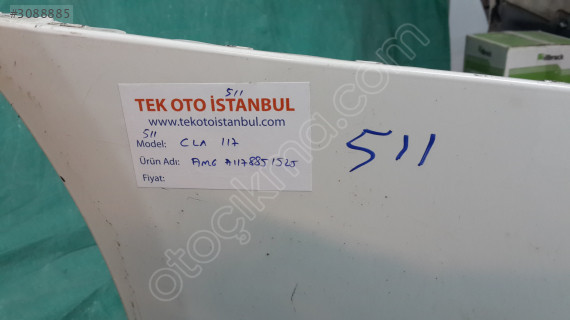 #3088885
511
TEK OTO İSTANBUL
www.tekotoistanbul.com
511
Model: CLA 117
Ürün Adı: AMG A1178851525
Fiyat:
511
otoçıkma